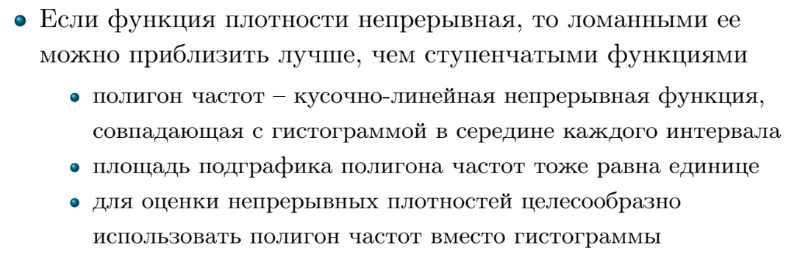 Если функция плотности непрерывная, то ломанными ее
можно приблизить лучше, чем ступенчатыми функциями
полигон частот – кусочно-линейная непрерывная функция,
совпадающая с гистограммой в середине каждого интервала
площадь подграфика полигона частот тоже равна единице
для оценки непрерывных плотностей целесообразно
использовать полигон частот вместо гистограммы